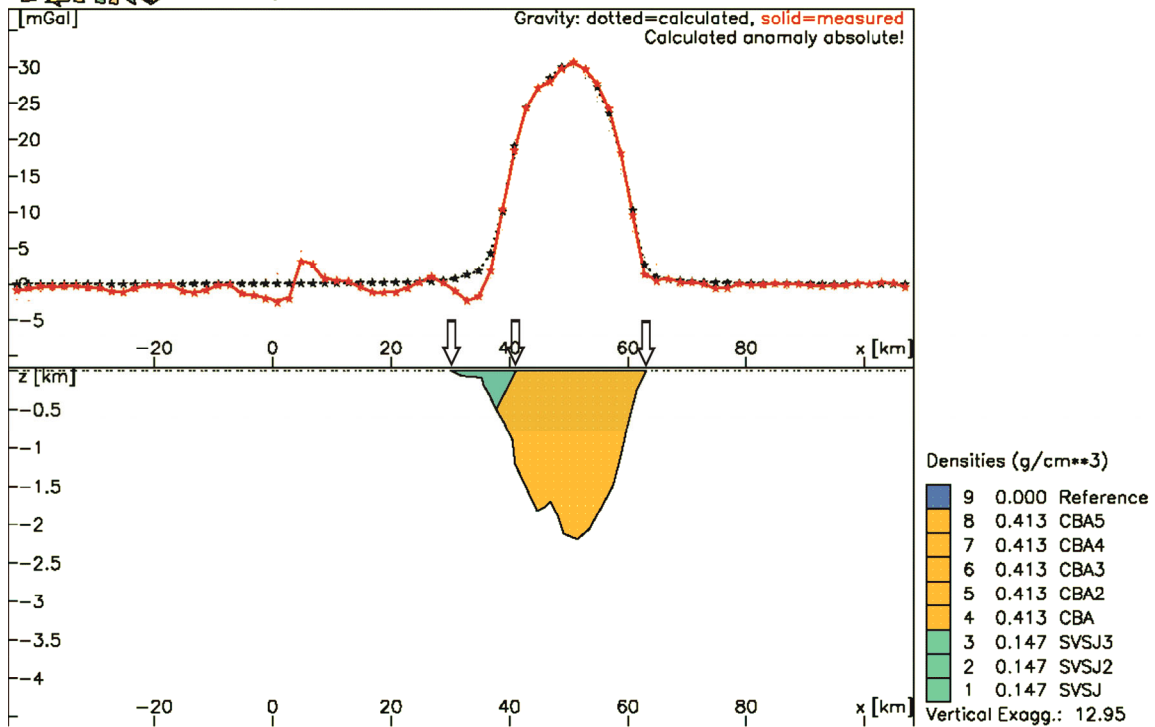 [mGal]
Gravity: dotted=calculated, solid=measured
Calculated anomaly absolute!
30
25
20
15
10
5
0
-5
-20 0 20 40 60 80 x [km]
z [km]
-0.5
-1
-1.5
-2
-2.5
-3
-3.5
-4
-20 0 20 40 60 80 x [km]
Densities (g/cm**3)
9 0.000 Reference
8 0.413 CBA5
7 0.413 CBA4
6 0.413 CBA3
5 0.413 CBA2
4 0.413 CBA
3 0.147 SVSJ3
2 0.147 SVSJ2
1 0.147 SVSJ
Vertical Exagg.: 12.95